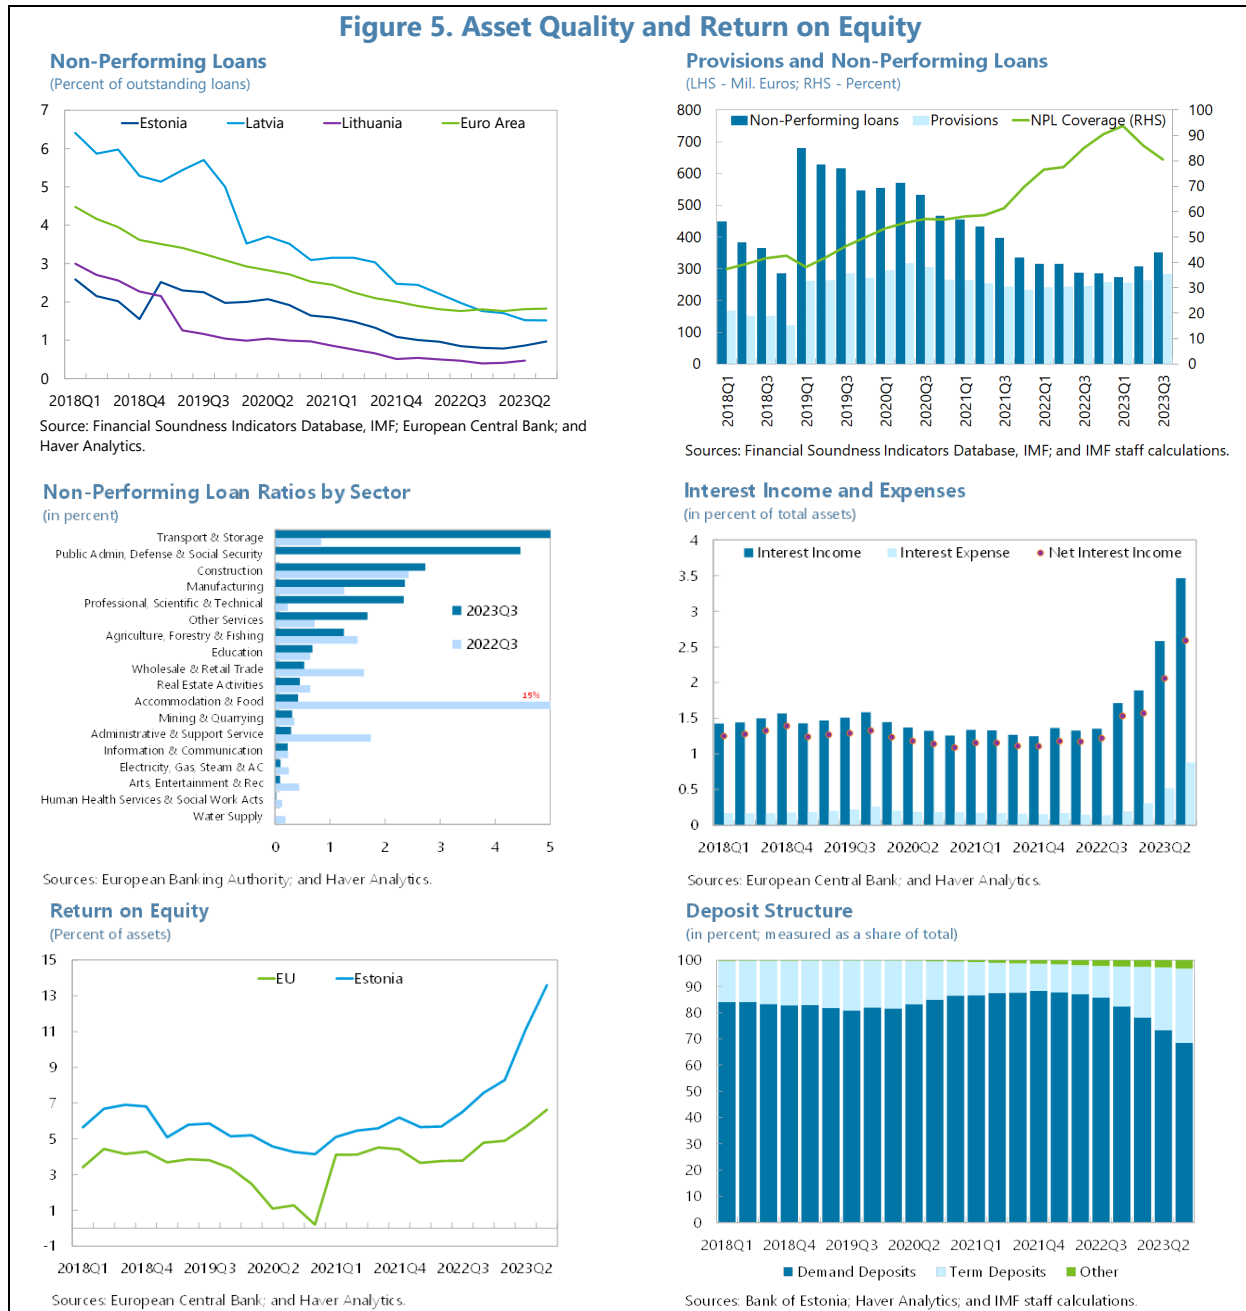 Figure 5. Asset Quality and Return on Equity
Non-Performing Loans
(Percent of outstanding loans)
7
6
5
4
3
2
1
0
Estonia Latvia Lithuania Euro Area
2018Q1 2018Q4 2019Q3 2020Q2 2021Q1 2021Q4 2022Q3 2023Q2
Source: Financial Soundness Indicators Database, IMF; European Central Bank; and
Haver Analytics.
Provisions and Non-Performing Loans
(LHS - Mil. Euros; RHS - Percent)
800
700
600
500
400
300
200
100
0
Non-Performing loans Provisions NPL Coverage (RHS)
100
90
80
70
60
50
40
30
20
10
0
2018Q1 2018Q3 2019Q1 2019Q3 2020Q1 2020Q3 2021Q1 2021Q3 2022Q1 2022Q3 2023Q1 2023Q3
Sources: Financial Soundness Indicators Database, IMF; and IMF staff calculations.
Non-Performing Loan Ratios by Sector
(in percent)
Transport & Storage
Public Admin, Defense & Social Security
Construction
Manufacturing
Professional, Scientific & Technical
Other Services
Agriculture, Forestry & Fishing
Education
Wholesale & Retail Trade
Real Estate Activities
Accommodation & Food
Mining & Quarrying
Administrative & Support Service
Information & Communication
Electricity, Gas, Steam & AC
Arts, Entertainment & Rec
Human Health Services & Social Work Acts
Water Supply
2023Q3
2022Q3
15%
0 1 2 3 4 5
Sources: European Banking Authority; and Haver Analytics.
Interest Income and Expenses
(in percent of total assets)
4
3.5
3
2.5
2
1.5
1
0.5
0
Interest Income Interest Expense Net Interest Income
2018Q1 2018Q4 2019Q3 2020Q2 2021Q1 2021Q4 2022Q3 2023Q2
Sources: European Central Bank; and Haver Analytics.
Return on Equity
(Percent of assets)
15
13
11
9
7
5
3
1
-1
EU Estonia
2018Q1 2018Q4 2019Q3 2020Q2 2021Q1 2021Q4 2022Q3 2023Q2
Sources: European Central Bank; and Haver Analytics.
Deposit Structure
(in percent; measured as a share of total)
100
90
80
70
60
50
40
30
20
10
0
2018Q1 2018Q4 2019Q3 2020Q2 2021Q1 2021Q4 2022Q3 2023Q2
Demand Deposits Term Deposits Other
Sources: Bank of Estonia; Haver Analytics; and IMF staff calculations.